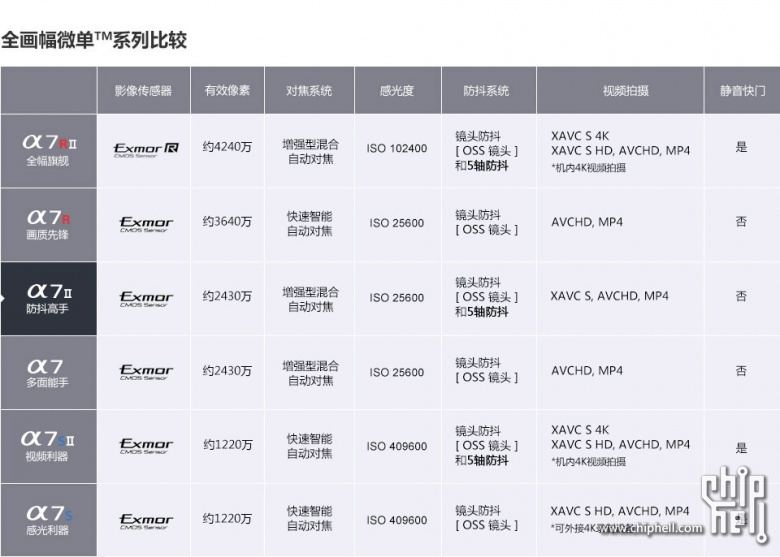 全画幅微单™系列比较
影像传感器 有效像素 对焦系统 感光度 防抖系统 视频拍摄 静音快门
α7RII
全幅旗舰
Exmor R
CMOS Sensor
约4240万
增强型混合
自动对焦
ISO 102400
镜头防抖
[ OSS 镜头 ]
和5轴防抖
XAVC S 4K
XAVC S HD, AVCHD, MP4
*机内4K视频拍摄
是
α7R
画质先锋
Exmor
CMOS Sensor
约3640万
快速智能
自动对焦
ISO 25600
镜头防抖
[ OSS 镜头 ]
AVCHD, MP4
否
α7II
防抖高手
Exmor
CMOS Sensor
约2430万
增强型混合
自动对焦
ISO 25600
镜头防抖
[ OSS 镜头 ]
和5轴防抖
XAVC S, AVCHD, MP4
否
α7
多面能手
Exmor
CMOS Sensor
约2430万
增强型混合
自动对焦
ISO 25600
镜头防抖
[ OSS 镜头 ]
AVCHD, MP4
否
α7SII
视频利器
Exmor
CMOS Sensor
约1220万
快速智能
自动对焦
ISO 409600
镜头防抖
[ OSS 镜头 ]
和5轴防抖
XAVC S 4K
XAVC S HD, AVCHD, MP4
*机内4K视频拍摄
是
α7S
感光利器
Exmor
CMOS Sensor
约1220万
快速智能
自动对焦
ISO 409600
镜头防抖
[ OSS 镜头 ]
XAVC S HD, AVCHD, MP4
*可外接4K
chip hell
www.chiphell.com